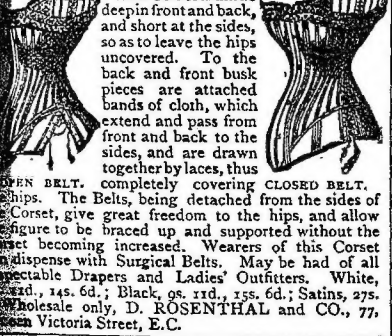 deep in front and back,
and short at the sides,
so as to leave the hips
uncovered. To the
back and front busk
pieces are attached
bands of cloth, which
extend and pass from
front and back to the
sides, and are drawn
together by laces, thus
OPEN BELT. completely covering CLOSED BELT.
hips. The Belts, being detached from the sides of
Corset, give great freedom to the hips, and allow
figure to be braced up and supported without the
becoming increased. Wearers of this Corset
dispense with Surgical Belts. May be had of all
Drapers and Ladies' Outfitters. White,
14s. 6d.; Black, 9s. 11d., 15s. 6d.; Satins, 27s.
Wholesale only, D. ROSENTHAL and CO., 77,
Victoria Street, E.C.